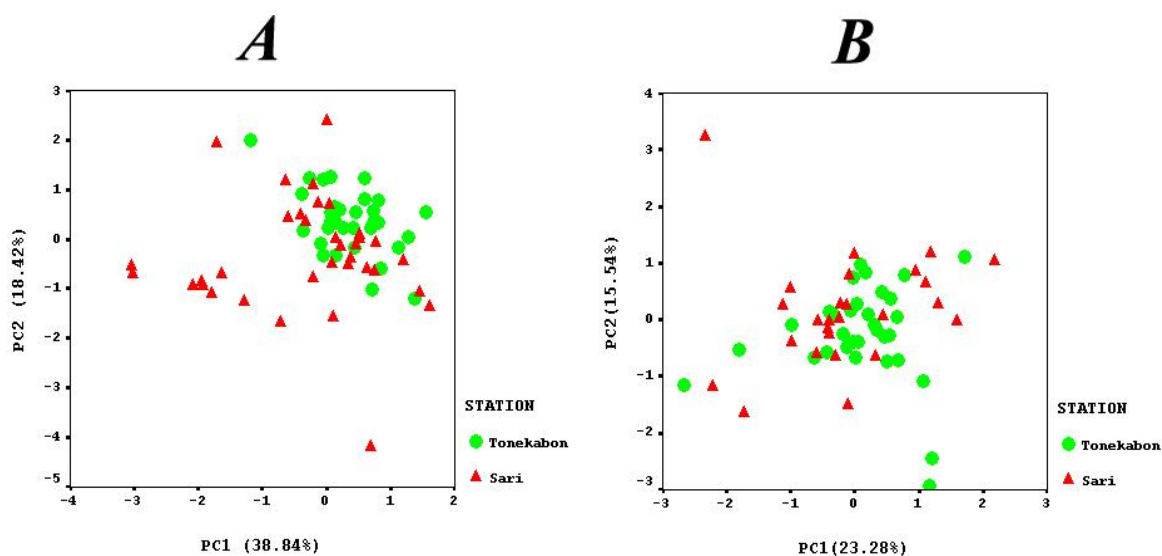 A
3
2
1
0
-1
-2
-3
-4
-5
PC2 (18.42%)
-4
-3
-2
-1
0
1
2
PC1 (38.84%)
STATION
Tonekabon
Sari
B
4
3
2
1
0
-1
-2
-3
PC2(15.54%)
-3
-2
-1
0
1
2
3
PC1(23.28%)
STATION
Tonekabon
Sari